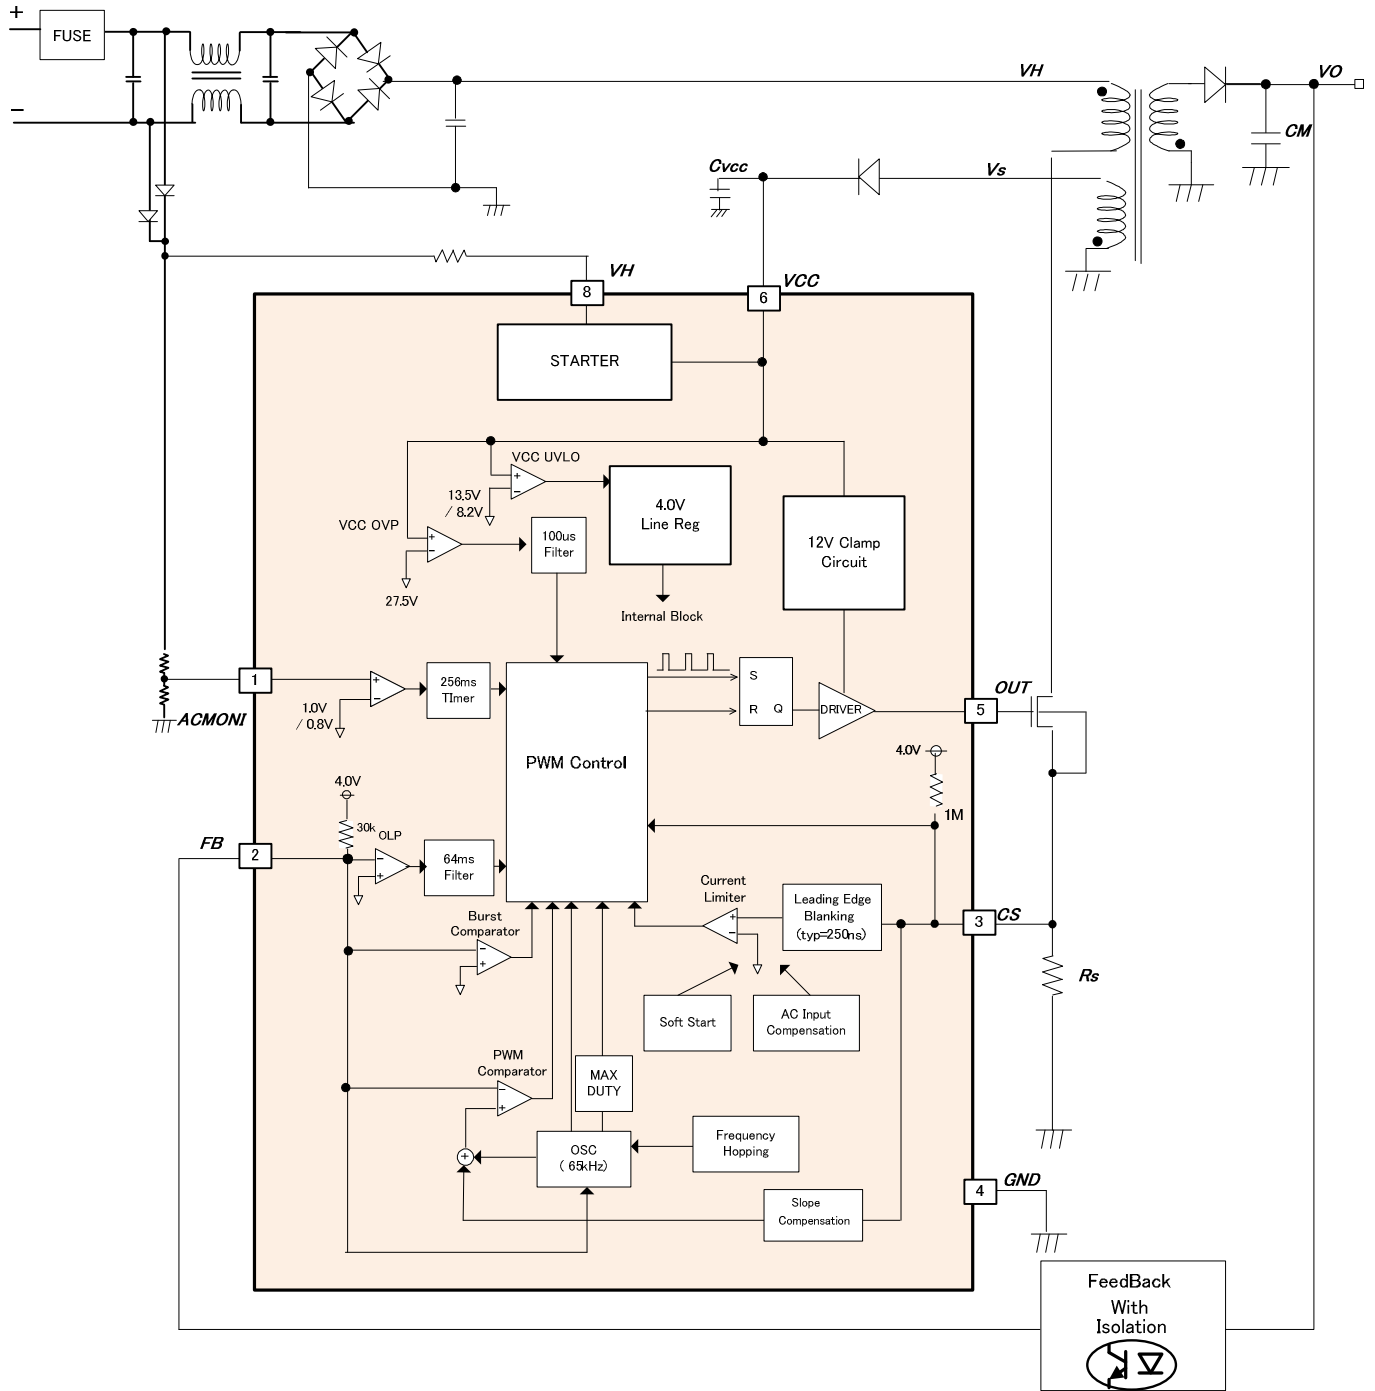 +
FUSE
−
VH
VO
CM
Cvcc
Vs
VH
8
VCC
6
STARTER
VCC UVLO
13.5V
/ 8.2V
4.0V
Line Reg
VCC OVP
100us
Filter
12V Clamp
Circuit
27.5V
Internal Block
1
256ms
TImer
S
R Q
DRIVER
OUT
5
1.0V
/ 0.8V
ACMONI
PWM Control
4.0V
4.0V
1M
30k
OLP
FB
2
64ms
Filter
Current
Limiter
Leading Edge
Blanking
(typ=250ns)
3
CS
Burst
Comparator
Rs
Soft Start
AC Input
Compensation
PWM
Comparator
MAX
DUTY
OSC
( 65kHz)
Frequency
Hopping
Slope
Compensation
4
GND
FeedBack
With
Isolation